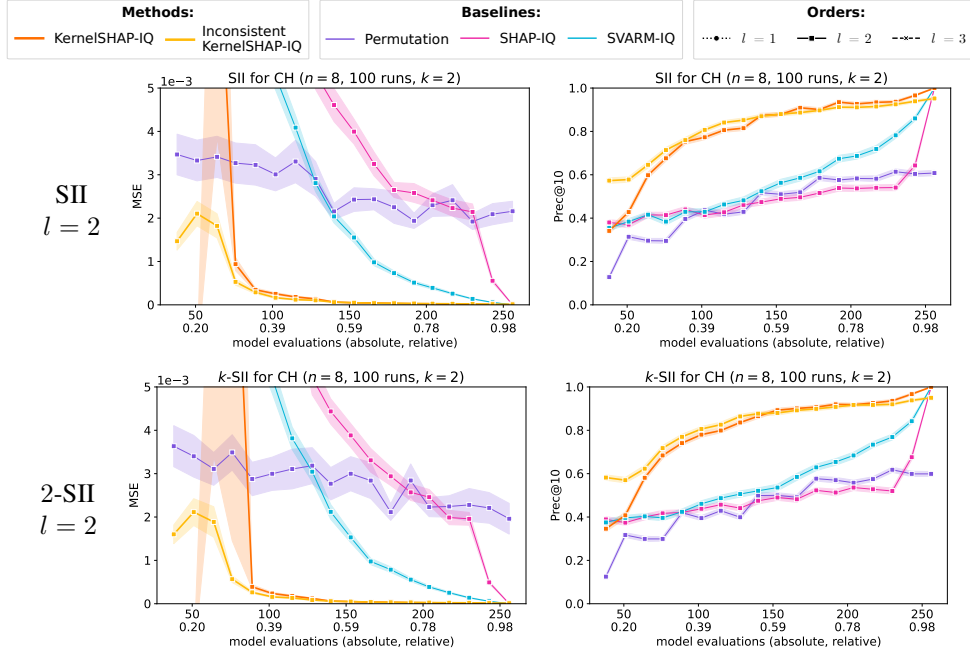 Methods:
KernelSHAP-IQ
Inconsistent
KernelSHAP-IQ
Baselines:
Permutation
SHAP-IQ
SVARM-IQ
Orders:
l = 1
l = 2
l = 3
SII
l = 2
1e−3
SII for CH (n = 8, 100 runs, k = 2)
MSE
5
4
3
2
1
0
50
100
150
200
250
0.20
0.39
0.59
0.78
0.98
model evaluations (absolute, relative)
SII for CH (n = 8, 100 runs, k = 2)
Prec@10
1.0
0.8
0.6
0.4
0.2
0.0
50
100
150
200
250
0.20
0.39
0.59
0.78
0.98
model evaluations (absolute, relative)
2-SII
l = 2
1e−3
k-SII for CH (n = 8, 100 runs, k = 2)
MSE
5
4
3
2
1
0
50
100
150
200
250
0.20
0.39
0.59
0.78
0.98
model evaluations (absolute, relative)
k-SII for CH (n = 8, 100 runs, k = 2)
Prec@10
1.0
0.8
0.6
0.4
0.2
0.0
50
100
150
200
250
0.20
0.39
0.59
0.78
0.98
model evaluations (absolute, relative)